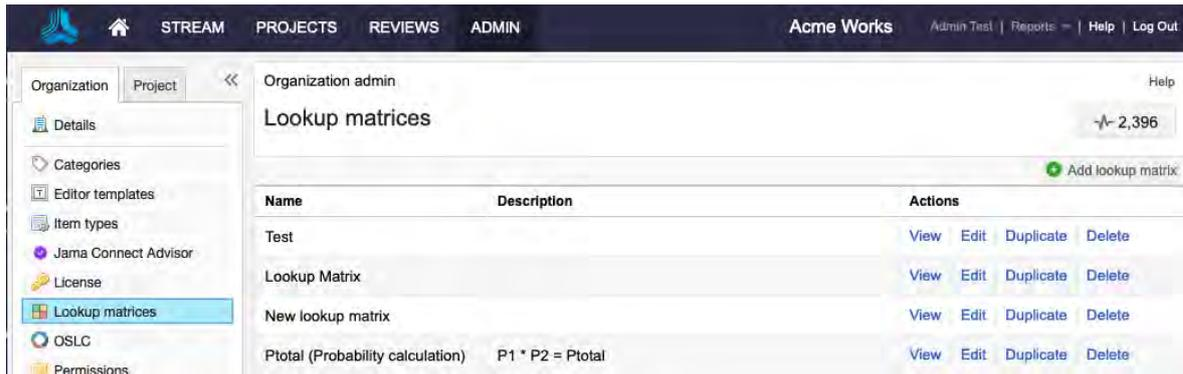 STREAM PROJECTS REVIEWS ADMIN Acme Works Admin Test | Reports | Help | Log Out
Organization Project
Details
Categories
Editor templates
Item types
Jama Connect Advisor
License
Lookup matrices
OSLC
Permissions
Organization admin Help
Lookup matrices 2,396
Add lookup matrix
Name Description Actions
Test View Edit Duplicate Delete
Lookup Matrix View Edit Duplicate Delete
New lookup matrix View Edit Duplicate Delete
Ptotal (Probability calculation) P1 * P2 = Ptotal View Edit Duplicate Delete